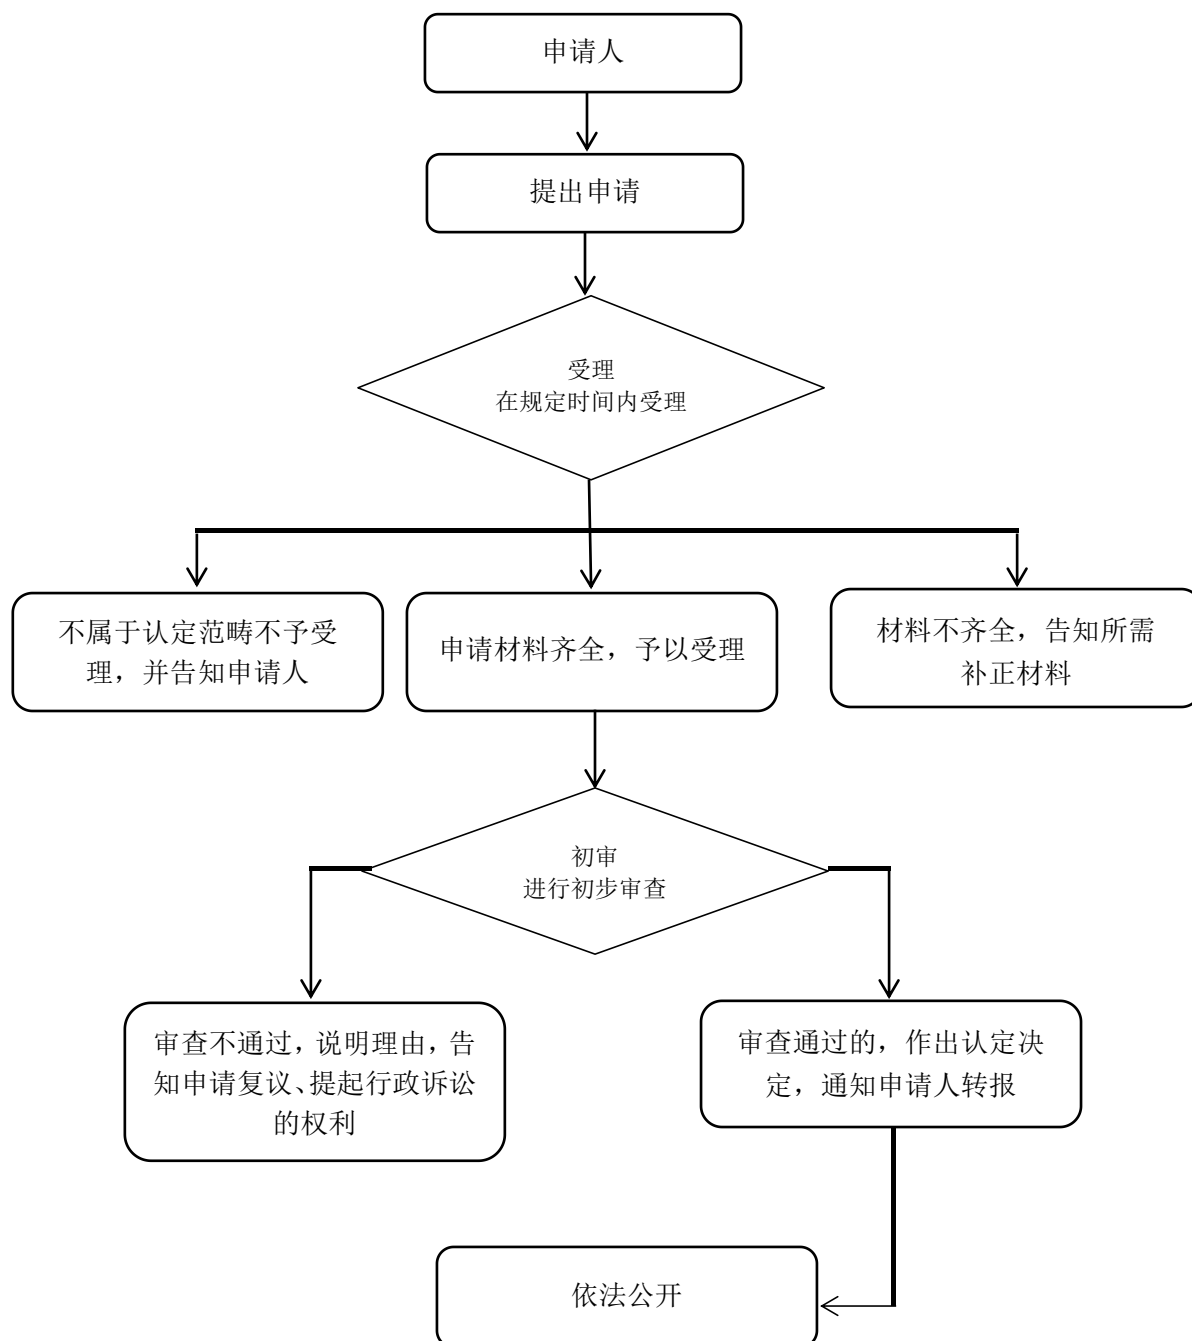 申请人
提出申请
受理
在规定时间内受理
不属于认定范畴不予受
理，并告知申请人
申请材料齐全，予以受理
材料不齐全，告知所需
补正材料
初审
进行初步审查
审查不通过，说明理由，告
知申请复议、提起行政诉讼
的权利
审查通过的，作出认定决
定，通知申请人转报
依法公开